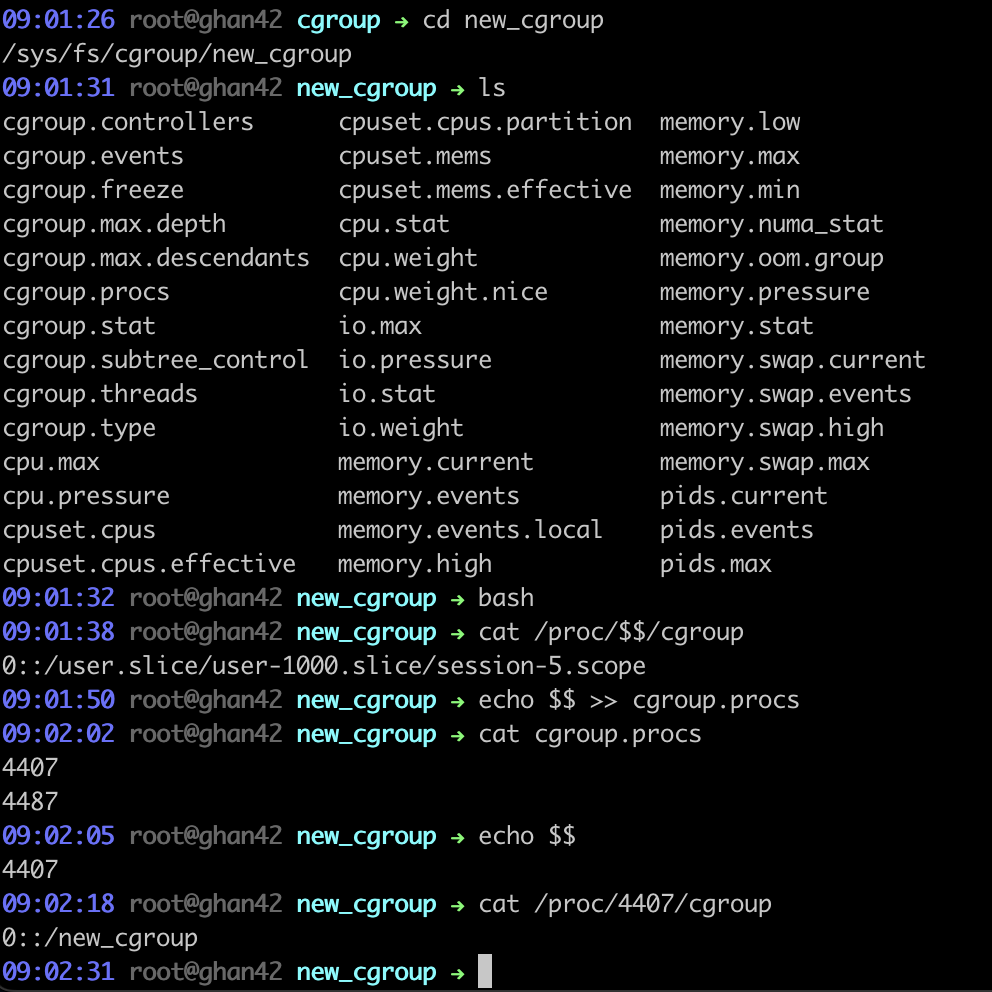 09:01:26 root@ghan42 cgroup → cd new_cgroup
/sys/fs/cgroup/new_cgroup
09:01:31 root@ghan42 new_cgroup → ls
cgroup.controllers      cpuset.cpus.partition  memory.low
cgroup.events           cpuset.mems            memory.max
cgroup.freeze           cpuset.mems.effective  memory.min
cgroup.max.depth        cpu.stat               memory.numa_stat
cgroup.max.descendants  cpu.weight             memory.oom.group
cgroup.procs            cpu.weight.nice        memory.pressure
cgroup.stat             io.max                 memory.stat
cgroup.subtree_control  io.pressure            memory.swap.current
cgroup.threads          io.stat                memory.swap.events
cgroup.type             io.weight              memory.swap.high
cpu.max                 memory.current         memory.swap.max
cpu.pressure            memory.events          pids.current
cpuset.cpus             memory.events.local    pids.events
cpuset.cpus.effective   memory.high            pids.max
09:01:32 root@ghan42 new_cgroup → bash
09:01:38 root@ghan42 new_cgroup → cat /proc/$$/cgroup
0::/user.slice/user-1000.slice/session-5.scope
09:01:50 root@ghan42 new_cgroup → echo $$ >> cgroup.procs
09:02:02 root@ghan42 new_cgroup → cat cgroup.procs
4407
4487
09:02:05 root@ghan42 new_cgroup → echo $$
4407
09:02:18 root@ghan42 new_cgroup → cat /proc/4407/cgroup
0::/new_cgroup
09:02:31 root@ghan42 new_cgroup →